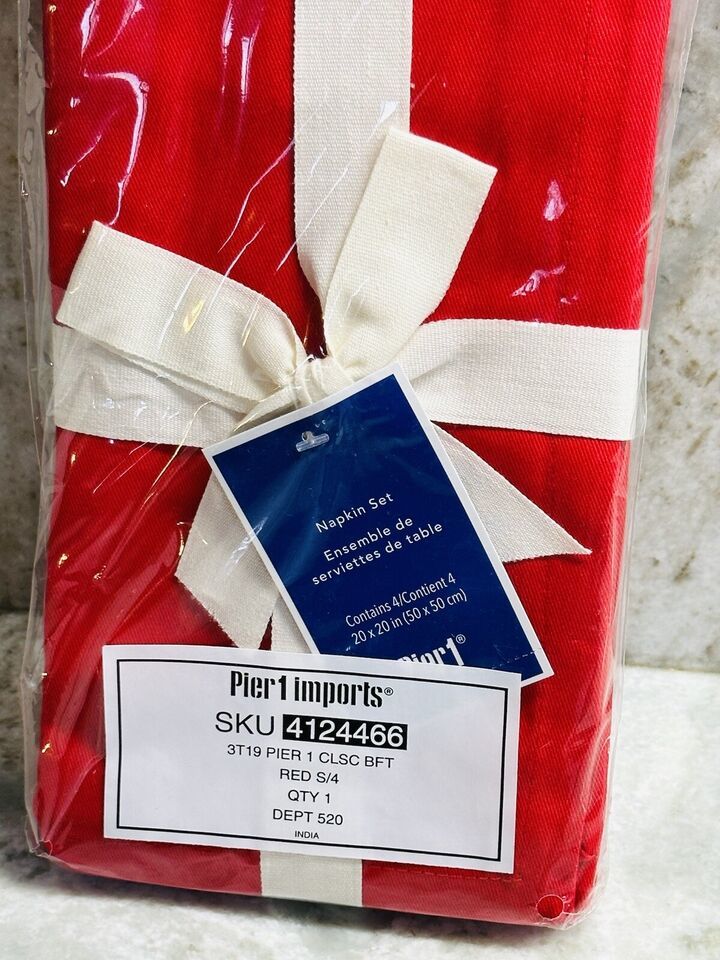 Napkin Set
Ensemble de
serviettes de table
Contains 4/Contient 4
20 x 20 in (50 x 50 cm)
Pier1®
Pier1 imports®
SKU 4124466
3T19 PIER 1 CLSC BFT
RED S/4
QTY 1
DEPT 520
INDIA